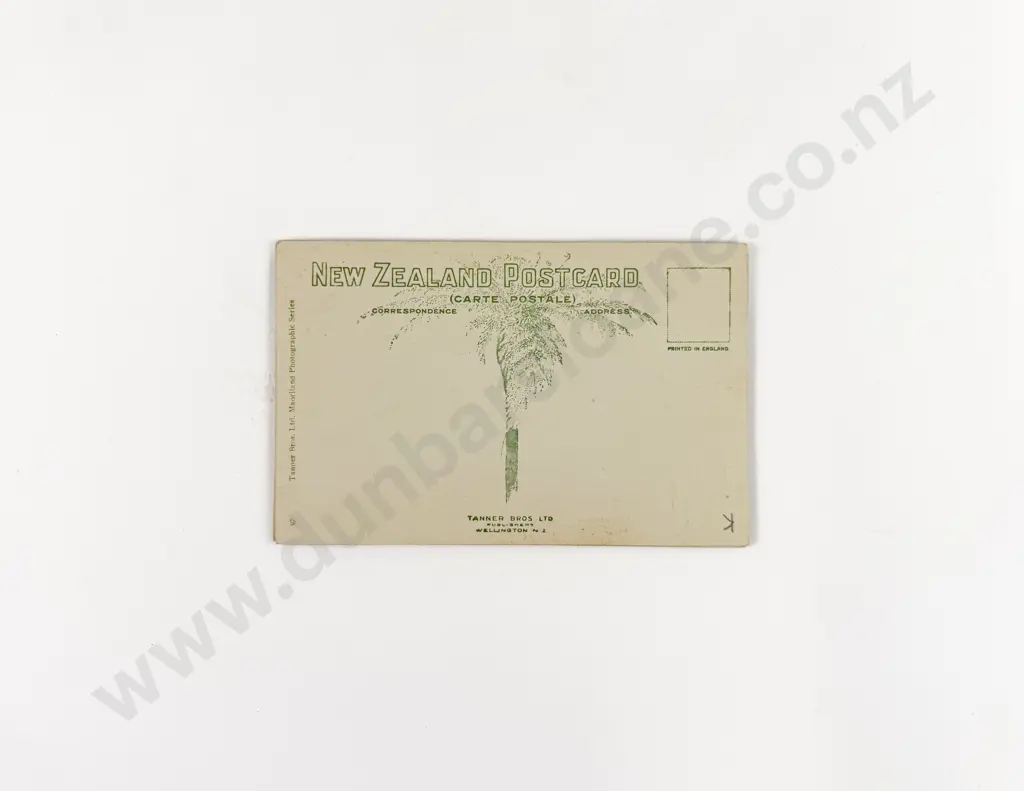 NEW ZEALAND POSTCARD
(CARTE POSTALE)
CORRESPONDENCE
ADDRESS
PRINTED IN ENGLAND
Tanner Bros. Ltd. Maoriland Photographic Series
TANNER BROS LTD
PUBLISHERS
WELLINGTON N.Z.
K
www.dunbarsloane.co.nz